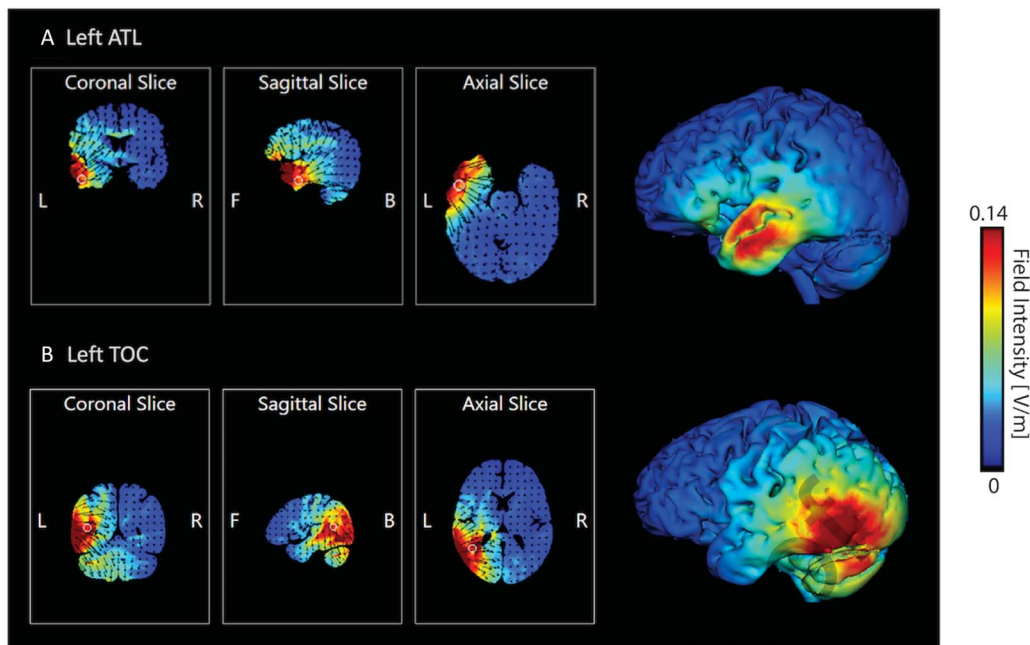 A Left ATL
Coronal Slice
Sagittal Slice
Axial Slice
L
R
F
B
L
R
0.14
Field Intensity [V/m]
0
B Left TOC
Coronal Slice
Sagittal Slice
Axial Slice
L
R
F
B
L
R